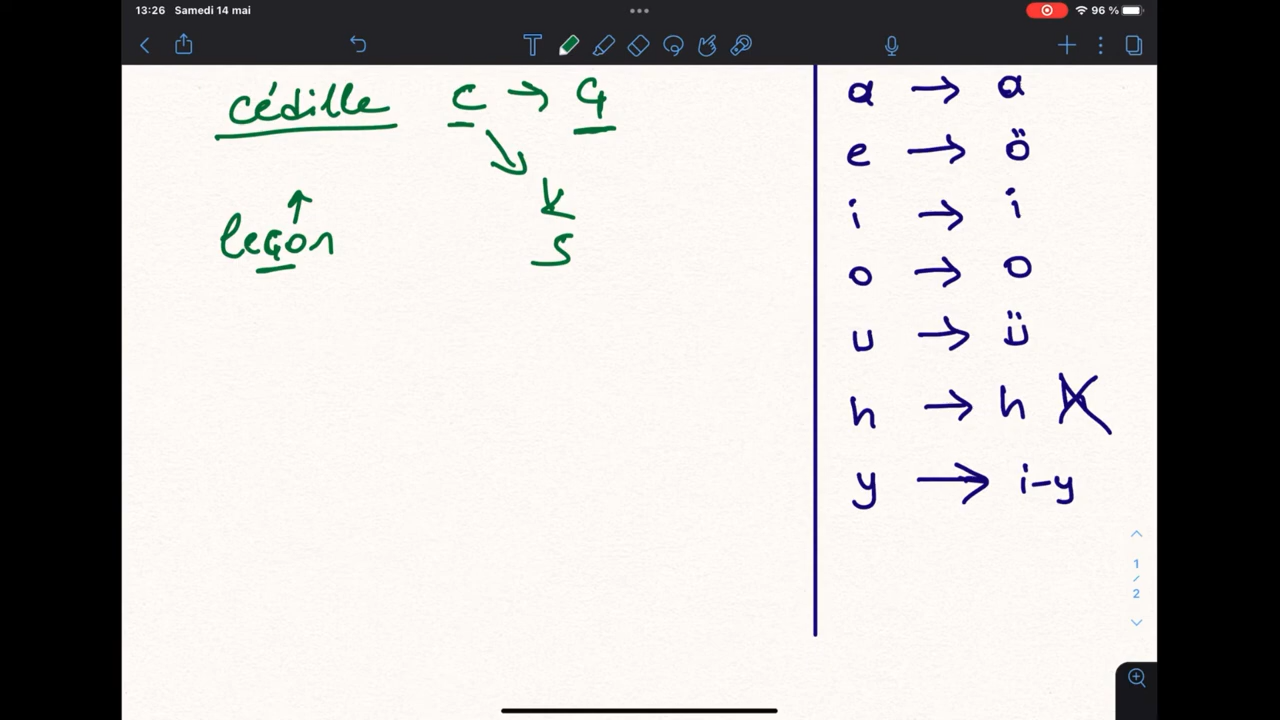 13:26 Samedi 14 mai
96 %
cédille c → ç
k
leçon
s
a → a
e → ö
i → i
o → o
u → ü
h → h
y → i-y
1
/
2